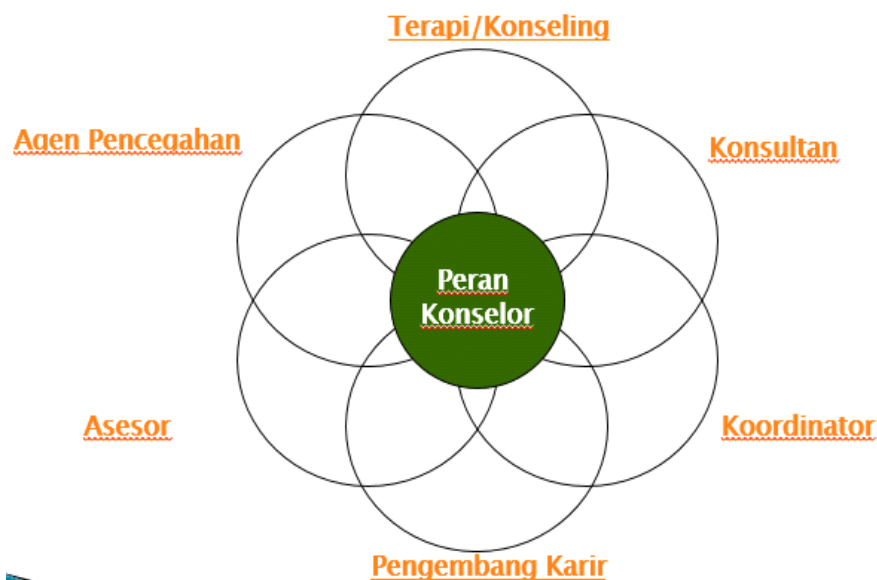 Terapi/Konseling
Agen Pencegahan
Konsultan
Peran
Konselor
Asesor
Koordinator
Pengembang Karir